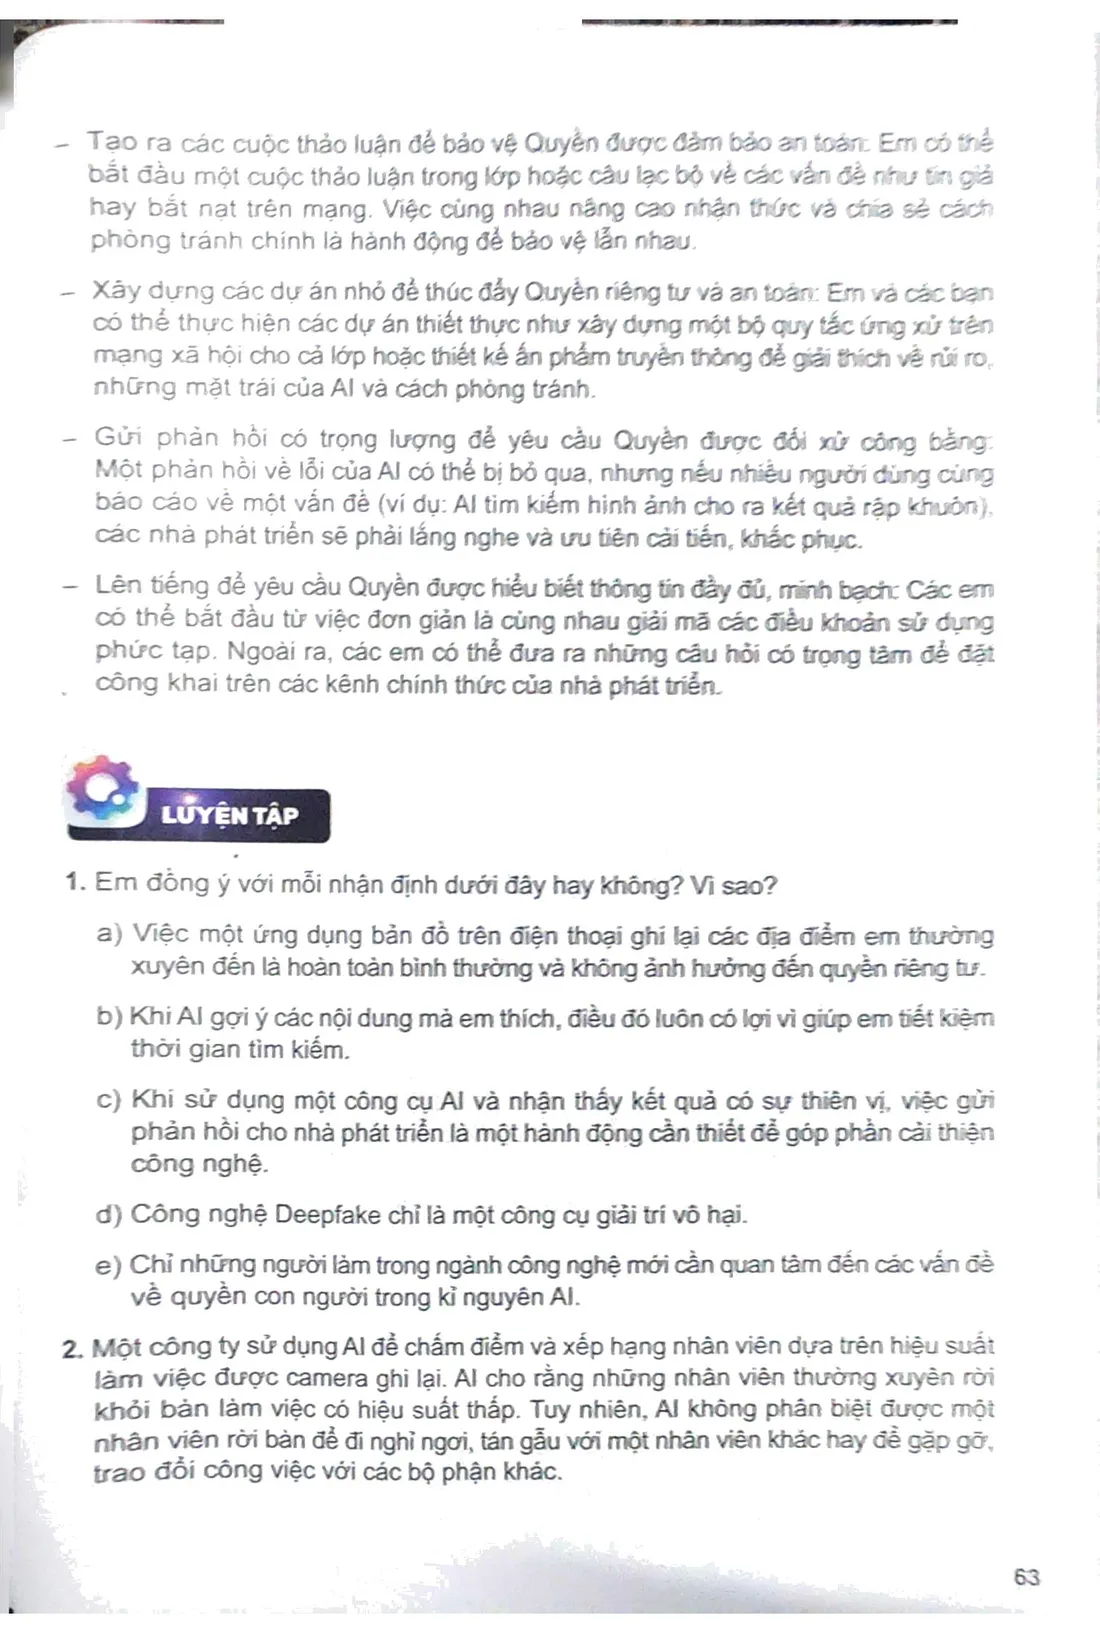 – Tạo ra các cuộc thảo luận để bảo vệ Quyền được đảm bảo an toàn: Em có thể
bắt đầu một cuộc thảo luận trong lớp hoặc câu lạc bộ về các vấn đề như tin giả
hay bắt nạt trên mạng. Việc cùng nhau nâng cao nhận thức và chia sẻ cách
phòng tránh chính là hành động để bảo vệ lẫn nhau.
– Xây dựng các dự án nhỏ để thúc đẩy Quyền riêng tư và an toàn: Em và các bạn
có thể thực hiện các dự án thiết thực như xây dựng một bộ quy tắc ứng xử trên
mạng xã hội cho cả lớp hoặc thiết kế ấn phẩm truyền thông để giải thích về rủi ro,
những mặt trái của AI và cách phòng tránh.
– Gửi phản hồi có trọng lượng để yêu cầu Quyền được đối xử công bằng:
Một phản hồi về lỗi của AI có thể bị bỏ qua, nhưng nếu nhiều người dùng cùng
báo cáo về một vấn đề (ví dụ: AI tìm kiếm hình ảnh cho ra kết quả rập khuôn),
các nhà phát triển sẽ phải lắng nghe và ưu tiên cải tiến, khắc phục.
– Lên tiếng để yêu cầu Quyền được hiểu biết thông tin đầy đủ, minh bạch: Các em
có thể bắt đầu từ việc đơn giản là cùng nhau giải mã các điều khoản sử dụng
phức tạp. Ngoài ra, các em có thể đưa ra những câu hỏi có trọng tâm để đặt
công khai trên các kênh chính thức của nhà phát triển.
LUYỆN TẬP
1. Em đồng ý với mỗi nhận định dưới đây hay không? Vì sao?
a) Việc một ứng dụng bản đồ trên điện thoại ghi lại các địa điểm em thường
xuyên đến là hoàn toàn bình thường và không ảnh hưởng đến quyền riêng tư.
b) Khi AI gợi ý các nội dung mà em thích, điều đó luôn có lợi vì giúp em tiết kiệm
thời gian tìm kiếm.
c) Khi sử dụng một công cụ AI và nhận thấy kết quả có sự thiên vị, việc gửi
phản hồi cho nhà phát triển là một hành động cần thiết để góp phần cải thiện
công nghệ.
d) Công nghệ Deepfake chỉ là một công cụ giải trí vô hại.
e) Chỉ những người làm trong ngành công nghệ mới cần quan tâm đến các vấn đề
về quyền con người trong kỉ nguyên AI.
2. Một công ty sử dụng AI để chấm điểm và xếp hạng nhân viên dựa trên hiệu suất
làm việc được camera ghi lại. AI cho rằng những nhân viên thường xuyên rời
khỏi bàn làm việc có hiệu suất thấp. Tuy nhiên, AI không phân biệt được một
nhân viên rời bàn để đi nghỉ ngơi, tán gẫu với một nhân viên khác hay để gặp gỡ,
trao đổi công việc với các bộ phận khác.
63